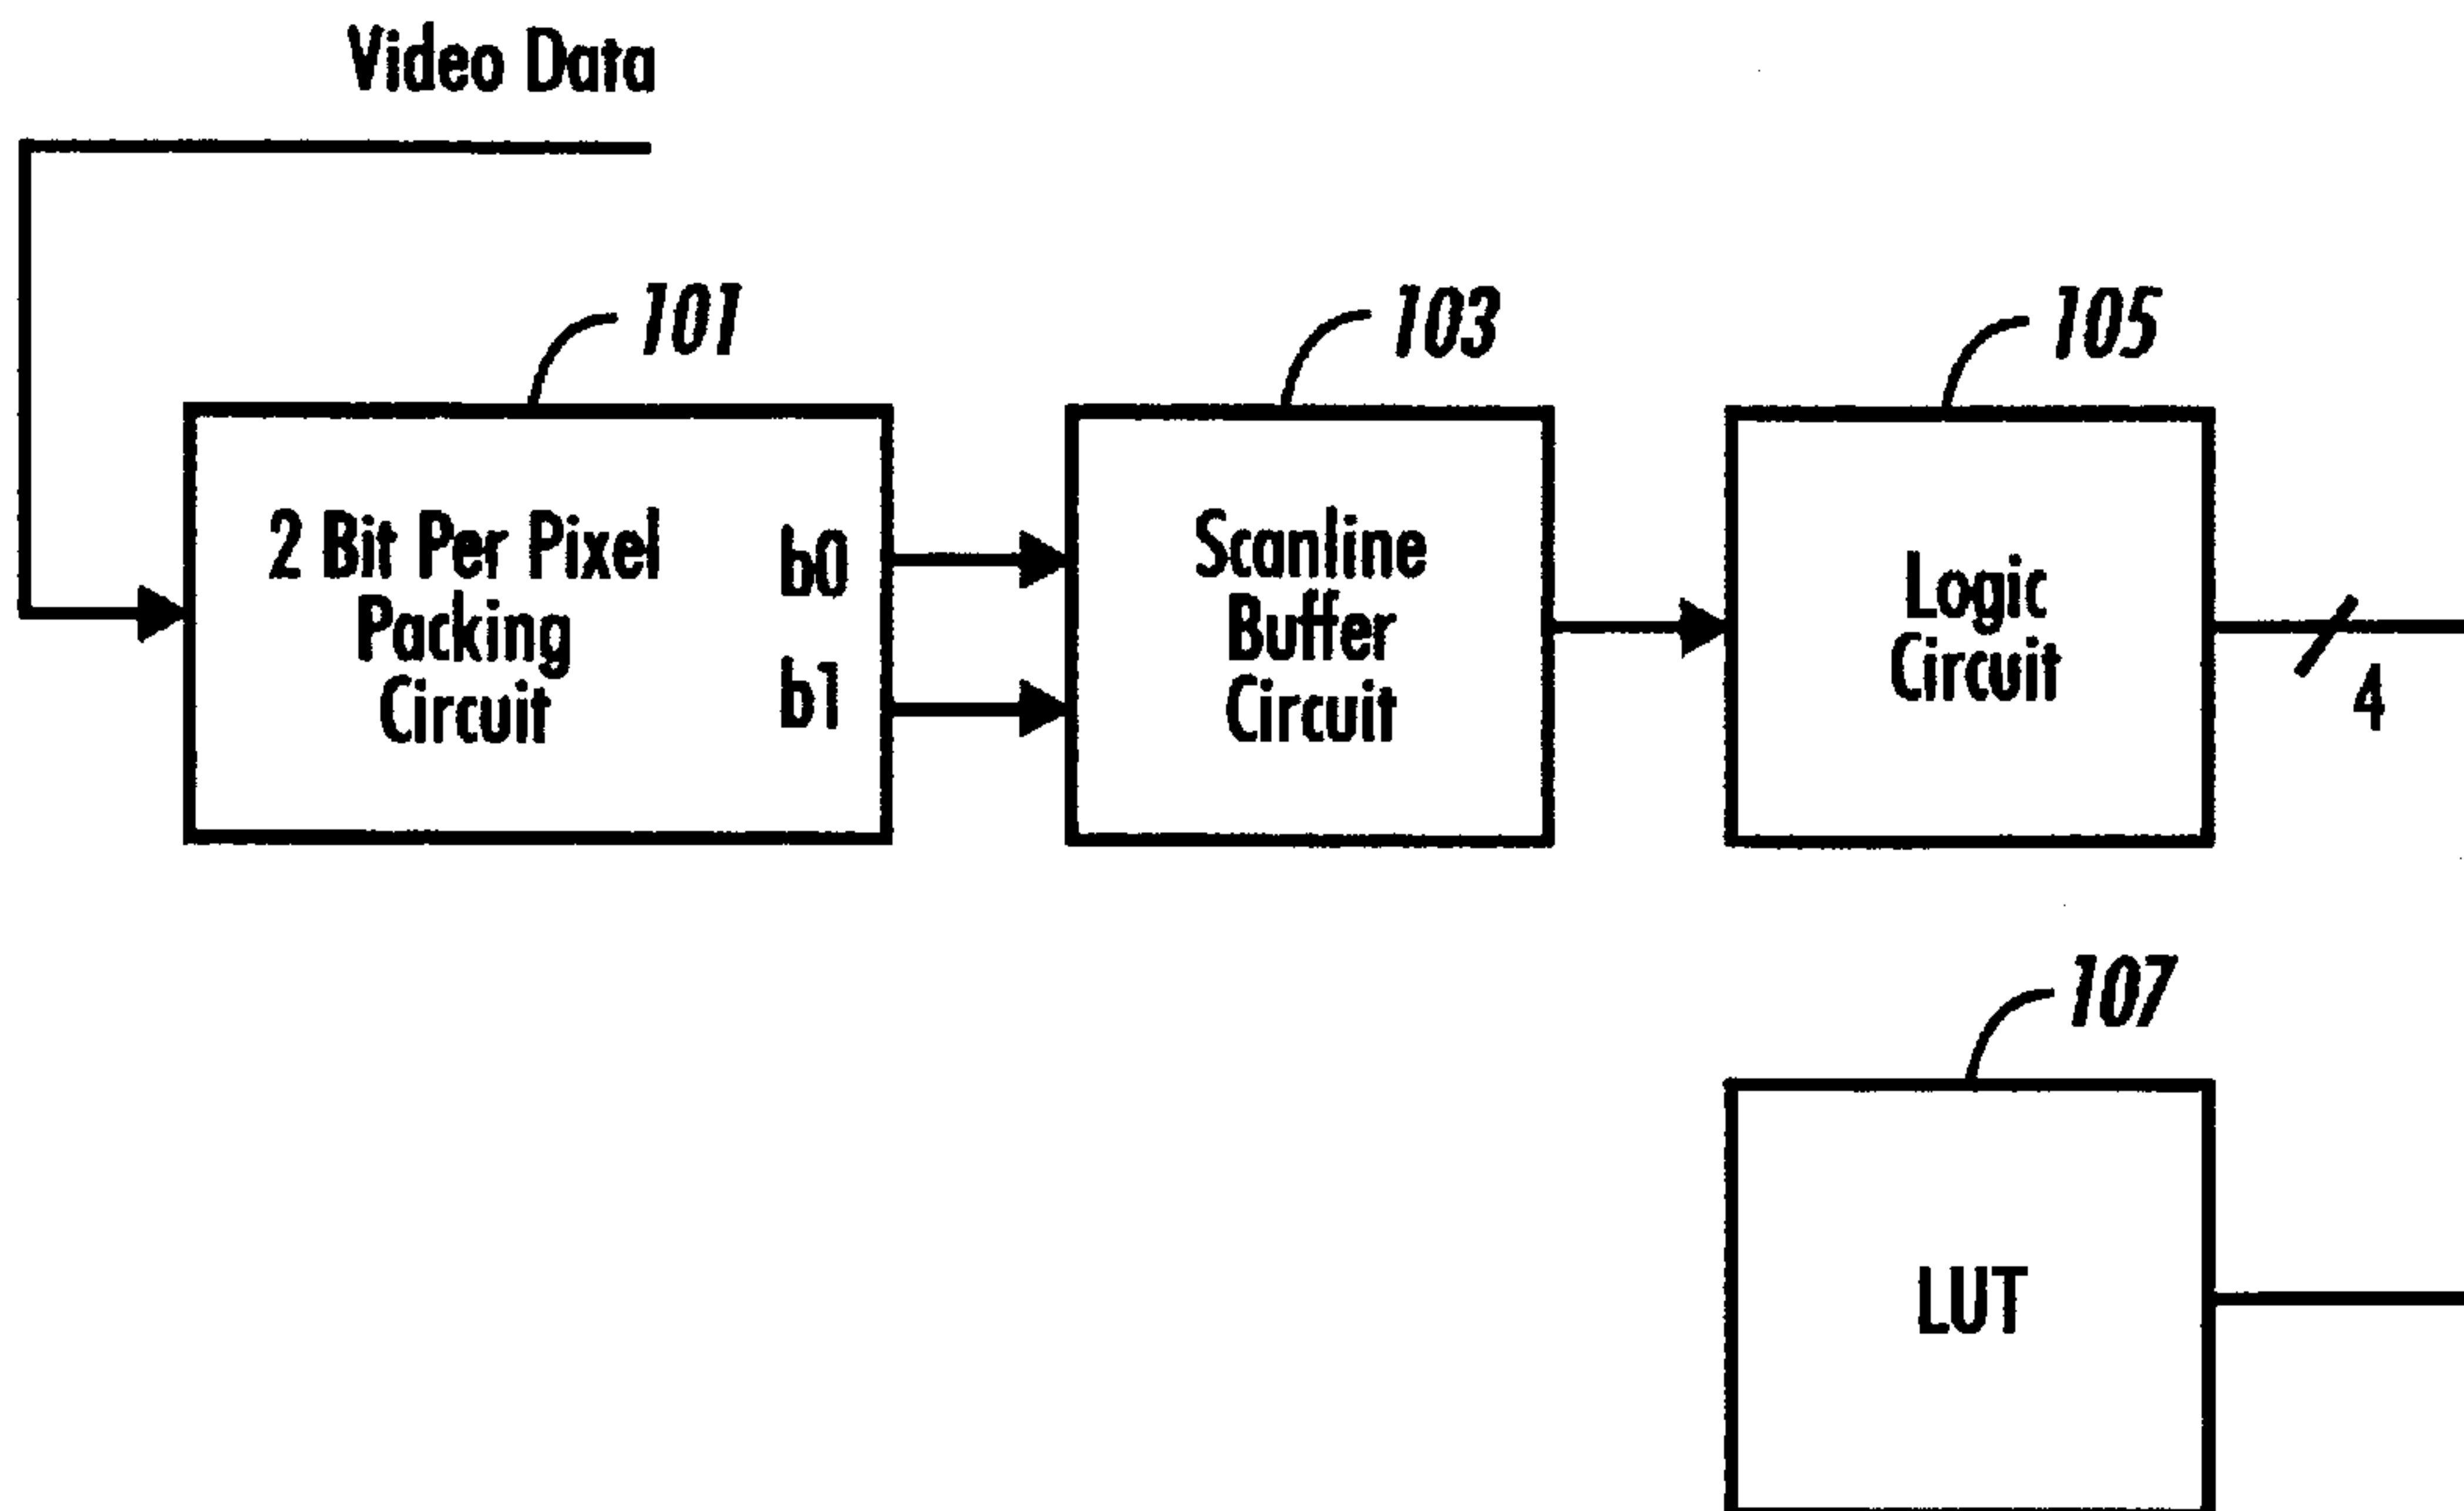 Video Data
101
103
105
2 Bit Per Pixel
Packing
Circuit
b0
b1
Scanline
Buffer
Circuit
Logic
Circuit
4
107
LUT